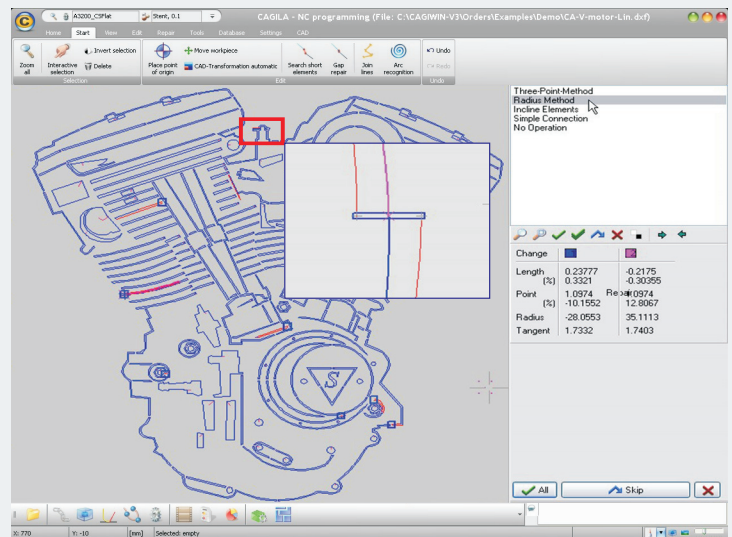 A3200_CSFlat
Stent, 0.1
CAGILA - NC programming (File: C:\CAGIWIN-V3\Orders\Examples\Demo\CA-V-motor-Lin.dxf)
Home Start View Edit Repair Tools Database Settings CAD
Zoom all
Interactive selection
Invert selection
Delete
Selection
Place point of origin
Move workpiece
CAD-Transformation automatic
Search short elements
Gap repair
Join lines
Arc recognition
Edit
Undo
Redo
Undo
Three-Point-Method
Radius Method
Incline Elements
Simple Connection
No Operation
S
Change
Length 0.23777 -0.2175
(%) 0.3321 -0.30355
Point 1.0974 Repair 0974
(%) -10.1552 12.8067
Radius -28.0553 35.1113
Tangent 1.7332 1.7403
All
Skip
X: 770 Y: -10 [mm] Selected: empty